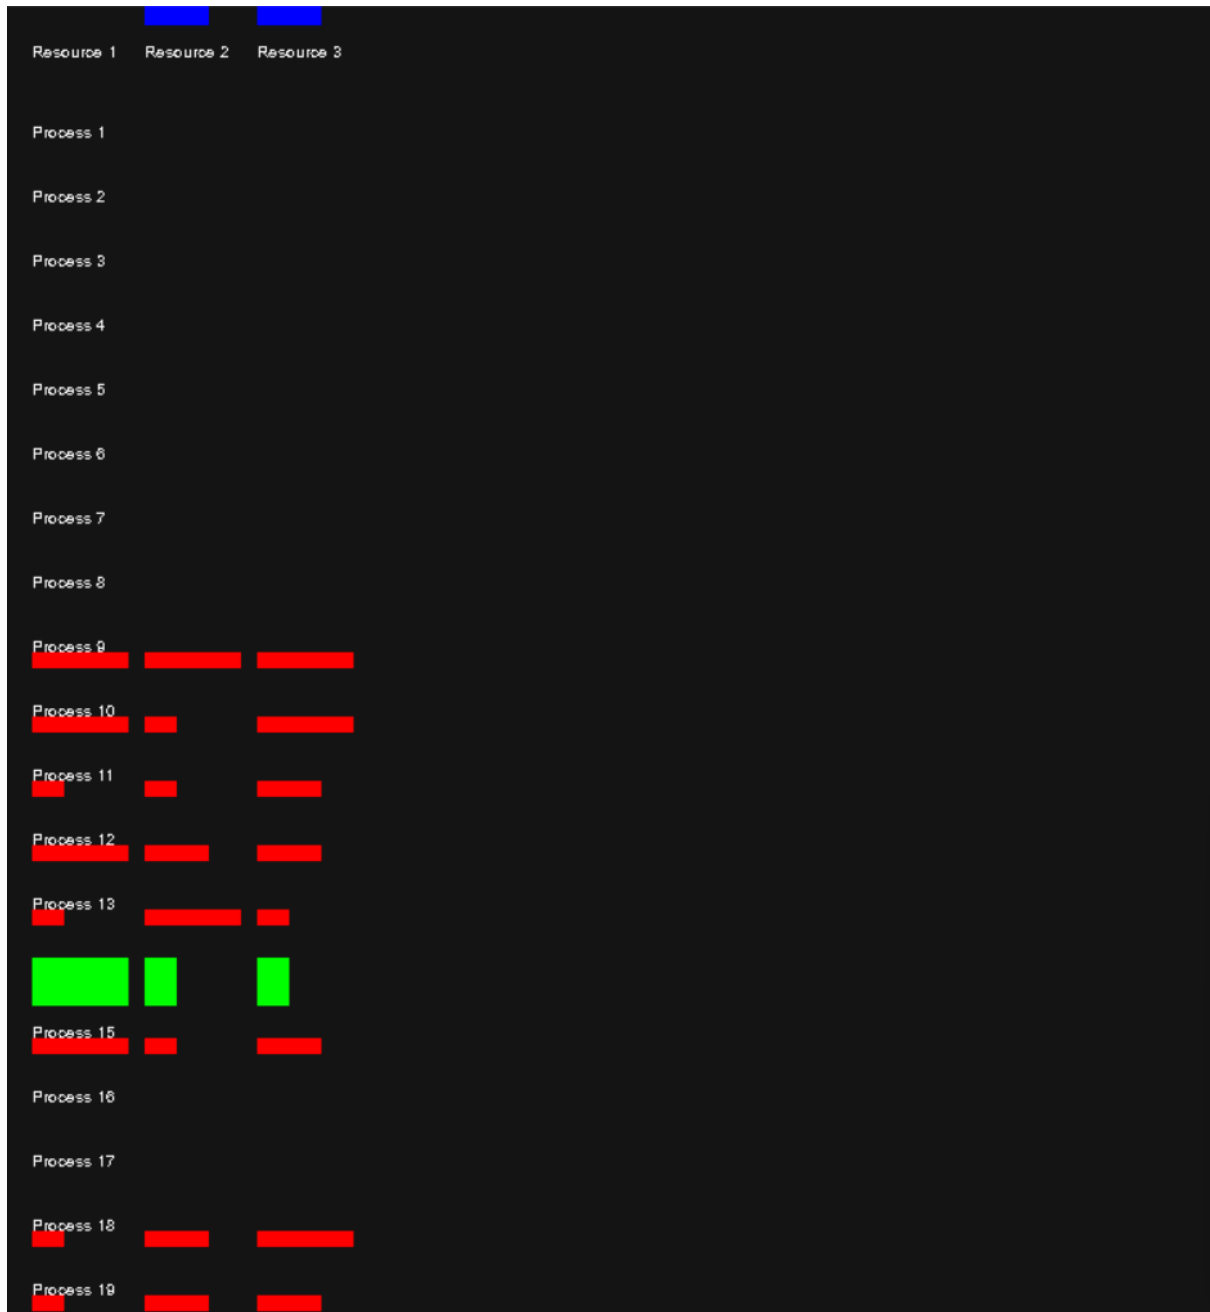 Resource 1 Resource 2 Resource 3
Process 1
Process 2
Process 3
Process 4
Process 5
Process 6
Process 7
Process 8
Process 9
Process 10
Process 11
Process 12
Process 13
Process 15
Process 16
Process 17
Process 18
Process 19